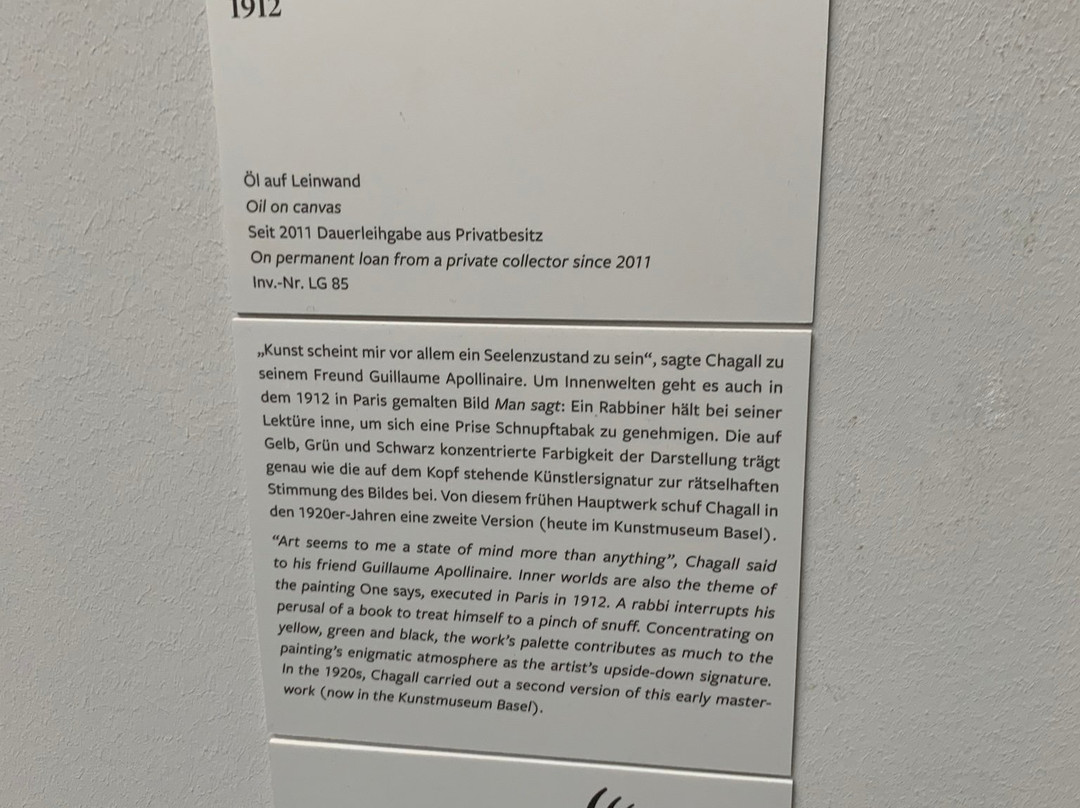 1912
Öl auf Leinwand
Oil on canvas
Seit 2011 Dauerleihgabe aus Privatbesitz
On permanent loan from a private collector since 2011
Inv.-Nr. LG 85
„Kunst scheint mir vor allem ein Seelenzustand zu sein“, sagte Chagall zu
seinem Freund Guillaume Apollinaire. Um Innenwelten geht es auch in
dem 1912 in Paris gemalten Bild Man sagt: Ein Rabbiner hält bei seiner
Lektüre inne, um sich eine Prise Schnupftabak zu genehmigen. Die auf
Gelb, Grün und Schwarz konzentrierte Farbigkeit der Darstellung trägt
genau wie die auf dem Kopf stehende Künstlersignatur zur rätselhaften
Stimmung des Bildes bei. Von diesem frühen Hauptwerk schuf Chagall in
den 1920er-Jahren eine zweite Version (heute im Kunstmuseum Basel).
“Art seems to me a state of mind more than anything”, Chagall said
to his friend Guillaume Apollinaire. Inner worlds are also the theme of
the painting One says, executed in Paris in 1912. A rabbi interrupts his
perusal of a book to treat himself to a pinch of snuff. Concentrating on
yellow, green and black, the work’s palette contributes as much to the
painting’s enigmatic atmosphere as the artist’s upside-down signature.
In the 1920s, Chagall carried out a second version of this early master-
work (now in the Kunstmuseum Basel).